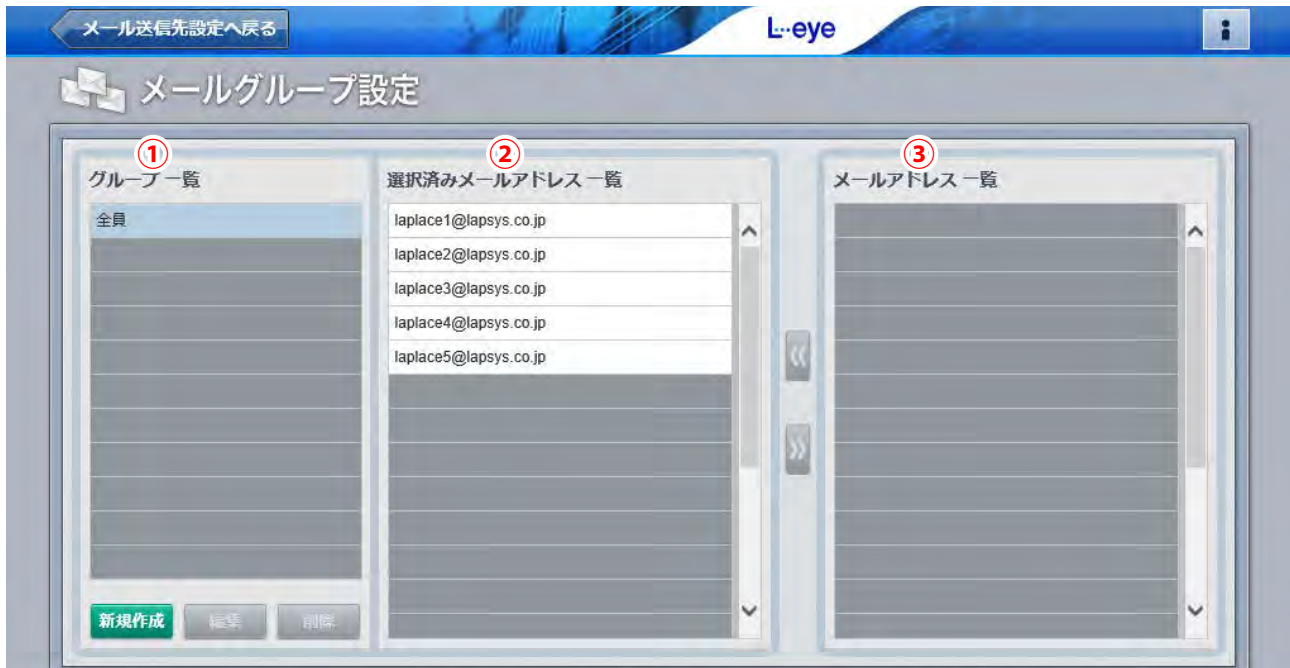 メール送信先設定へ戻る
L・・・eye
メールグループ設定
①
②
③
グループ 一覧
選択済みメールアドレス 一覧
メールアドレス 一覧
全員
laplace1@lapsys.co.jp
laplace2@lapsys.co.jp
laplace3@lapsys.co.jp
laplace4@lapsys.co.jp
laplace5@lapsys.co.jp
新規作成
編集
削除